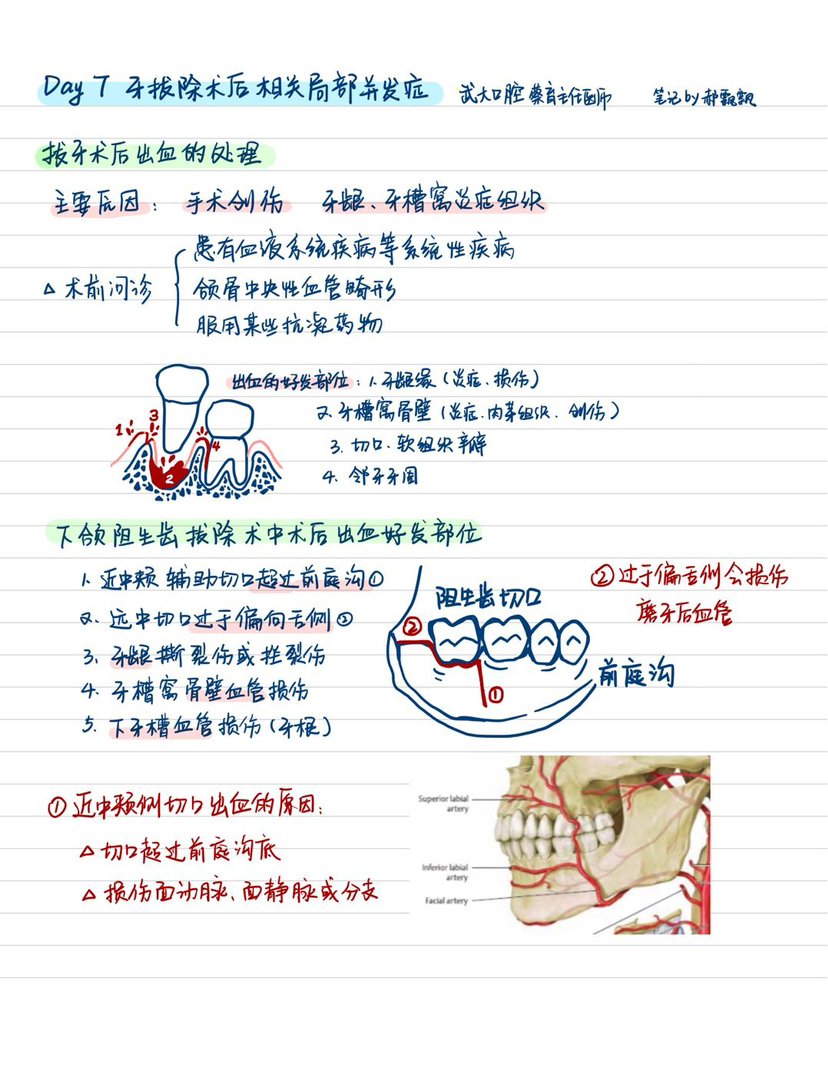 Day 7 牙拔除术后相关局部并发症 武大口腔 蔡育主任医师 笔记by郝飘飘
拔牙术后出血的处理
主要原因: 手术创伤 牙龈、牙槽窝炎症组织
△ 术前问诊
患有血液系统疾病等系统性疾病
颌骨中央性血管畸形
服用某些抗凝药物
出血的好发部位: 1. 牙龈缘(炎症、损伤)
2. 牙槽窝骨壁(炎症、肉芽组织、创伤)
3. 切口、软组织瓣
4. 邻牙牙周
1
3
2
4
下颌阻生齿拔除术中术后出血好发部位
1. 近中颊辅助切口超过前庭沟①
2. 远中切口过于偏向舌侧②
3. 牙龈撕裂伤或挫裂伤
4. 牙槽窝骨壁血管损伤
5. 下牙槽血管损伤(牙根)
阻生齿切口
②
①
前庭沟
②过于偏舌侧会损伤
磨牙后血管
①近中颊侧切口出血的原因:
△切口超过前庭沟底
△损伤面动脉、面静脉或分支
Superior labial
artery
Inferior labial
artery
Facial artery